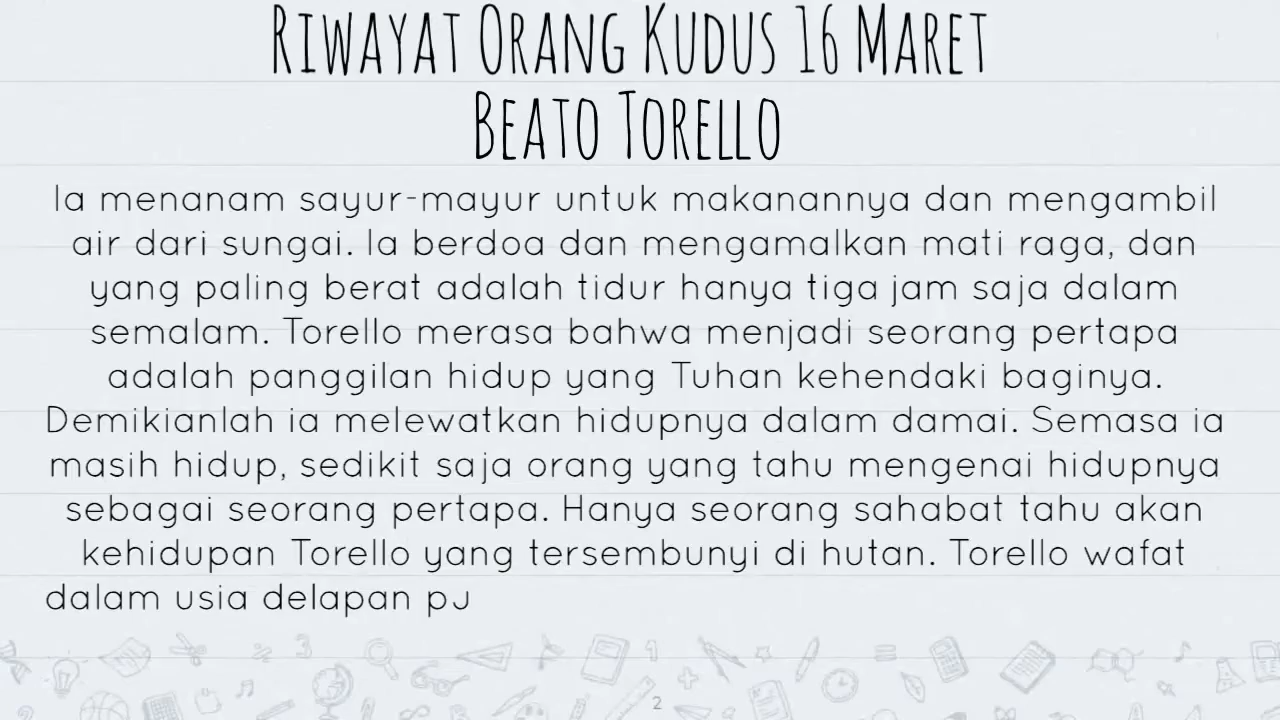 Riwayat Orang Kudus 16 Maret
Beato Torello
Ia menanam sayur-mayur untuk makanannya dan mengambil
air dari sungai. Ia berdoa dan mengamalkan mati raga, dan
yang paling berat adalah tidur hanya tiga jam saja dalam
semalam. Torello merasa bahwa menjadi seorang pertapa
adalah panggilan hidup yang Tuhan kehendaki baginya.
Demikianlah ia melewatkan hidupnya dalam damai. Semasa ia
masih hidup, sedikit saja orang yang tahu mengenai hidupnya
sebagai seorang pertapa. Hanya seorang sahabat tahu akan
kehidupan Torello yang tersembunyi di hutan. Torello wafat
dalam usia delapan
2